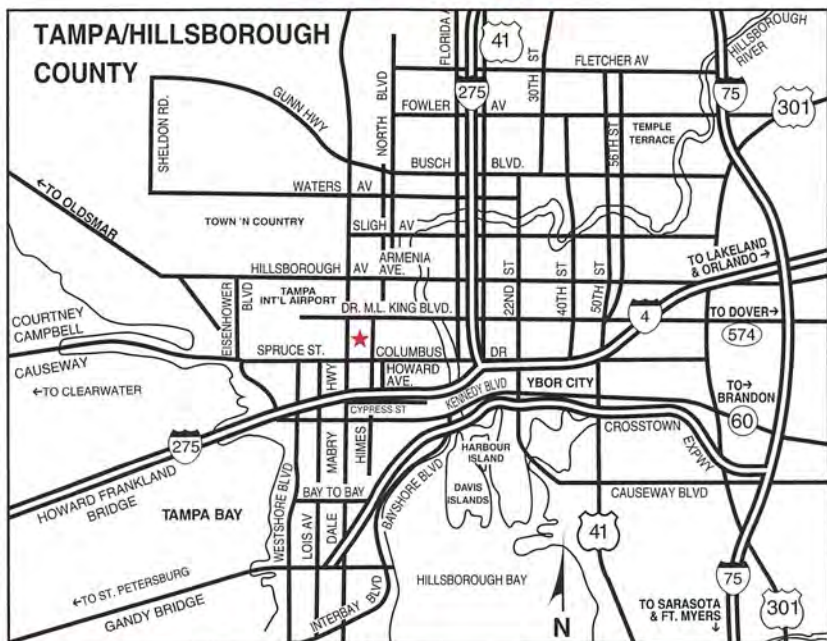 TAMPA/HILLSBOROUGH
COUNTY
FLORIDA
41
275
30TH ST
FLETCHER AV
HILLSBOROUGH
RIVER
75
301
NORTH BLVD
FOWLER AV
56TH ST
TEMPLE
TERRACE
SHELDON RD.
GUNN HWY
BUSCH BLVD.
WATERS AV
←TO OLDSMAR
TOWN 'N COUNTRY
SLIGH AV
ARMENIA
AVE.
HILLSBOROUGH AV
22ND ST
40TH ST
50TH ST
TO LAKELAND
& ORLANDO→
EISENHOWER BLVD
TAMPA
INT'L AIRPORT
DR. M.L. KING BLVD.
4
TO DOVER→
574
COURTNEY
CAMPBELL
CAUSEWAY
←TO CLEARWATER
SPRUCE ST.
COLUMBUS DR
HOWARD
AVE.
KENNEDY BLVD
YBOR CITY
TO→
BRANDON
60
CYPRESS ST
CROSSTOWN EXPWY
275
HOWARD FRANKLAND
BRIDGE
WESTSHORE BLVD
LOIS AV
DALE MABRY HWY
HIMES
BAY TO BAY
BAYSHORE BLVD
HARBOUR
ISLAND
DAVIS
ISLANDS
CAUSEWAY BLVD
TAMPA BAY
41
←TO ST. PETERSBURG
GANDY BRIDGE
INTERBAY BLVD
HILLSBOROUGH BAY
N
75
301
TO SARASOTA
& FT. MYERS
↓